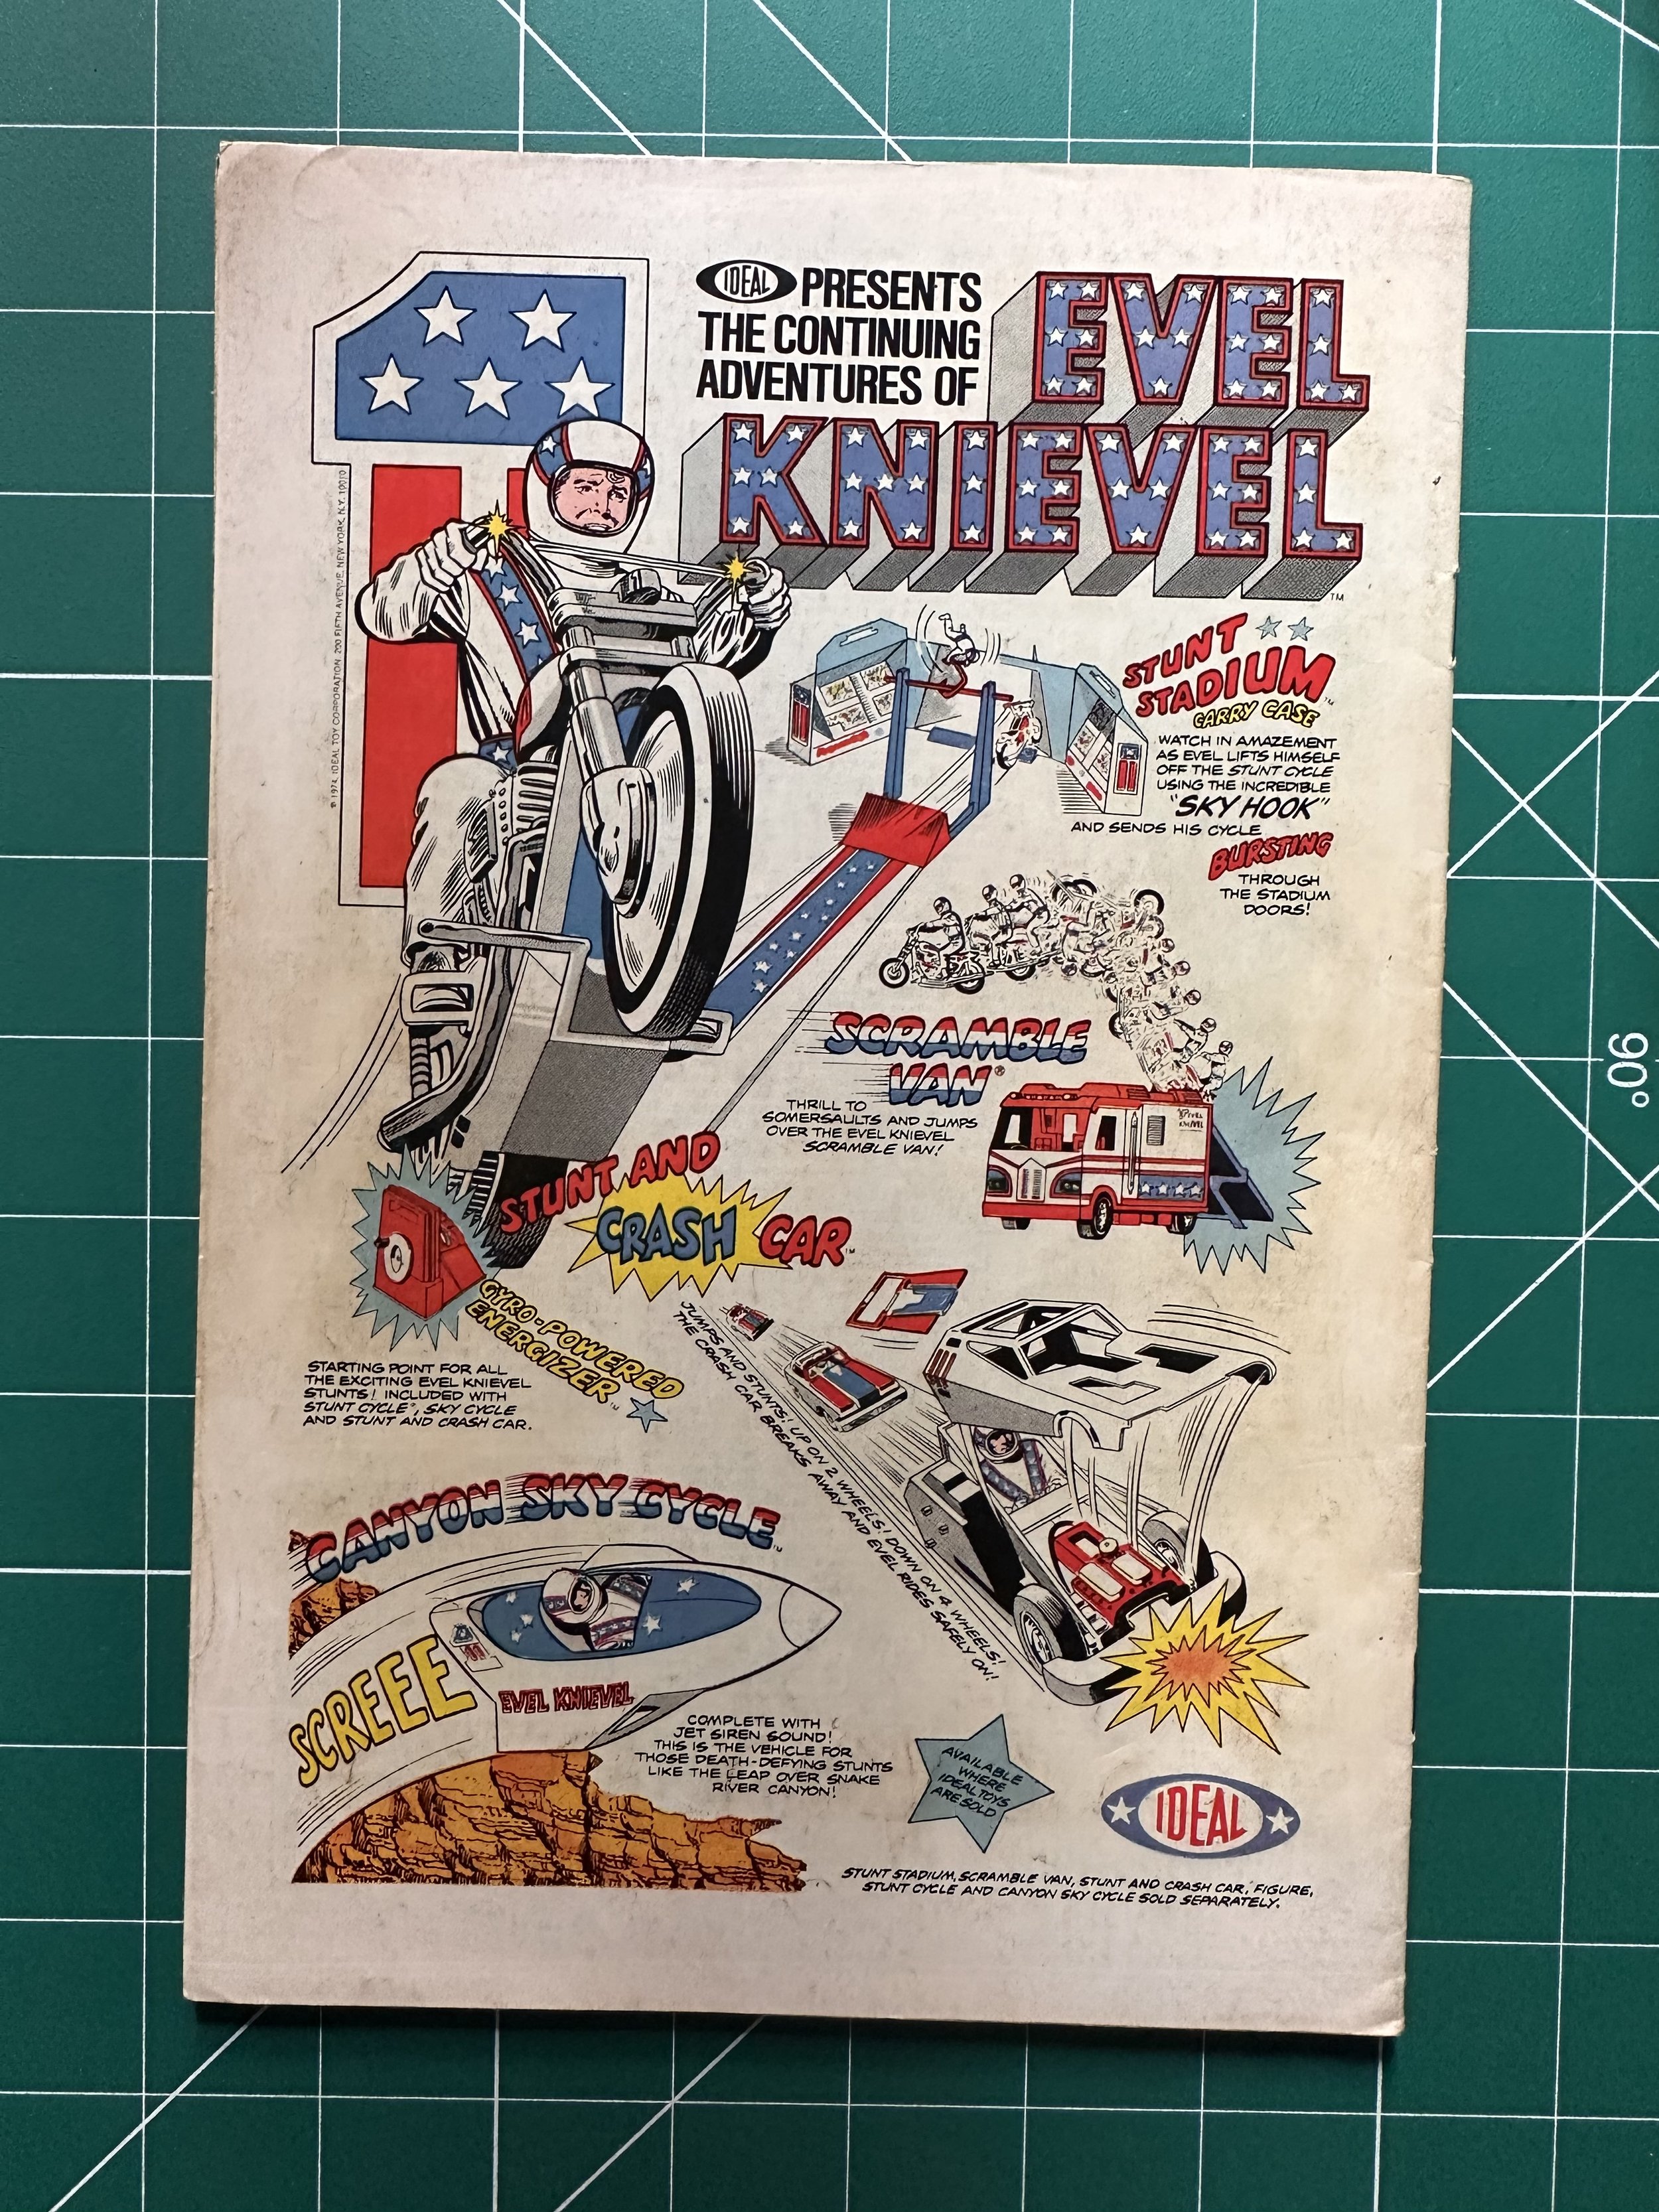 IDEAL PRESENTS
THE CONTINUING
ADVENTURES OF
EVEL
KNIEVEL
TM
© 1974, IDEAL TOY CORPORATION, 200 FIFTH AVENUE, NEW YORK, N.Y. 10010
STUNT
STADIUM
CARRY CASE
WATCH IN AMAZEMENT
AS EVEL LIFTS HIMSELF
OFF THE STUNT CYCLE
USING THE INCREDIBLE
"SKY HOOK"
AND SENDS HIS CYCLE
BURSTING
THROUGH
THE STADIUM
DOORS!
SCRAMBLE
VAN®
THRILL TO
SOMERSAULTS AND JUMPS
OVER THE EVEL KNIEVEL
SCRAMBLE VAN!
EVEL
KNIEVEL
STUNT AND
CRASH CAR™
GYRO-POWERED
ENERGIZER™
STARTING POINT FOR ALL
THE EXCITING EVEL KNIEVEL
STUNTS! INCLUDED WITH
STUNT CYCLE®, SKY CYCLE
AND STUNT AND CRASH CAR.
JUMPS AND STUNTS! UP ON 2 WHEELS! DOWN ON 4 WHEELS!
THE CRASH CAR BREAKS AWAY AND EVEL RIDES SAFELY ON!
CANYON SKY CYCLE™
SCREEE
EVEL KNIEVEL
COMPLETE WITH
JET SIREN SOUND!
THIS IS THE VEHICLE FOR
THOSE DEATH-DEFYING STUNTS
LIKE THE LEAP OVER SNAKE
RIVER CANYON!
AVAILABLE
WHERE
IDEAL TOYS
ARE SOLD
IDEAL
STUNT STADIUM, SCRAMBLE VAN, STUNT AND CRASH CAR, FIGURE,
STUNT CYCLE AND CANYON SKY CYCLE SOLD SEPARATELY.
90°